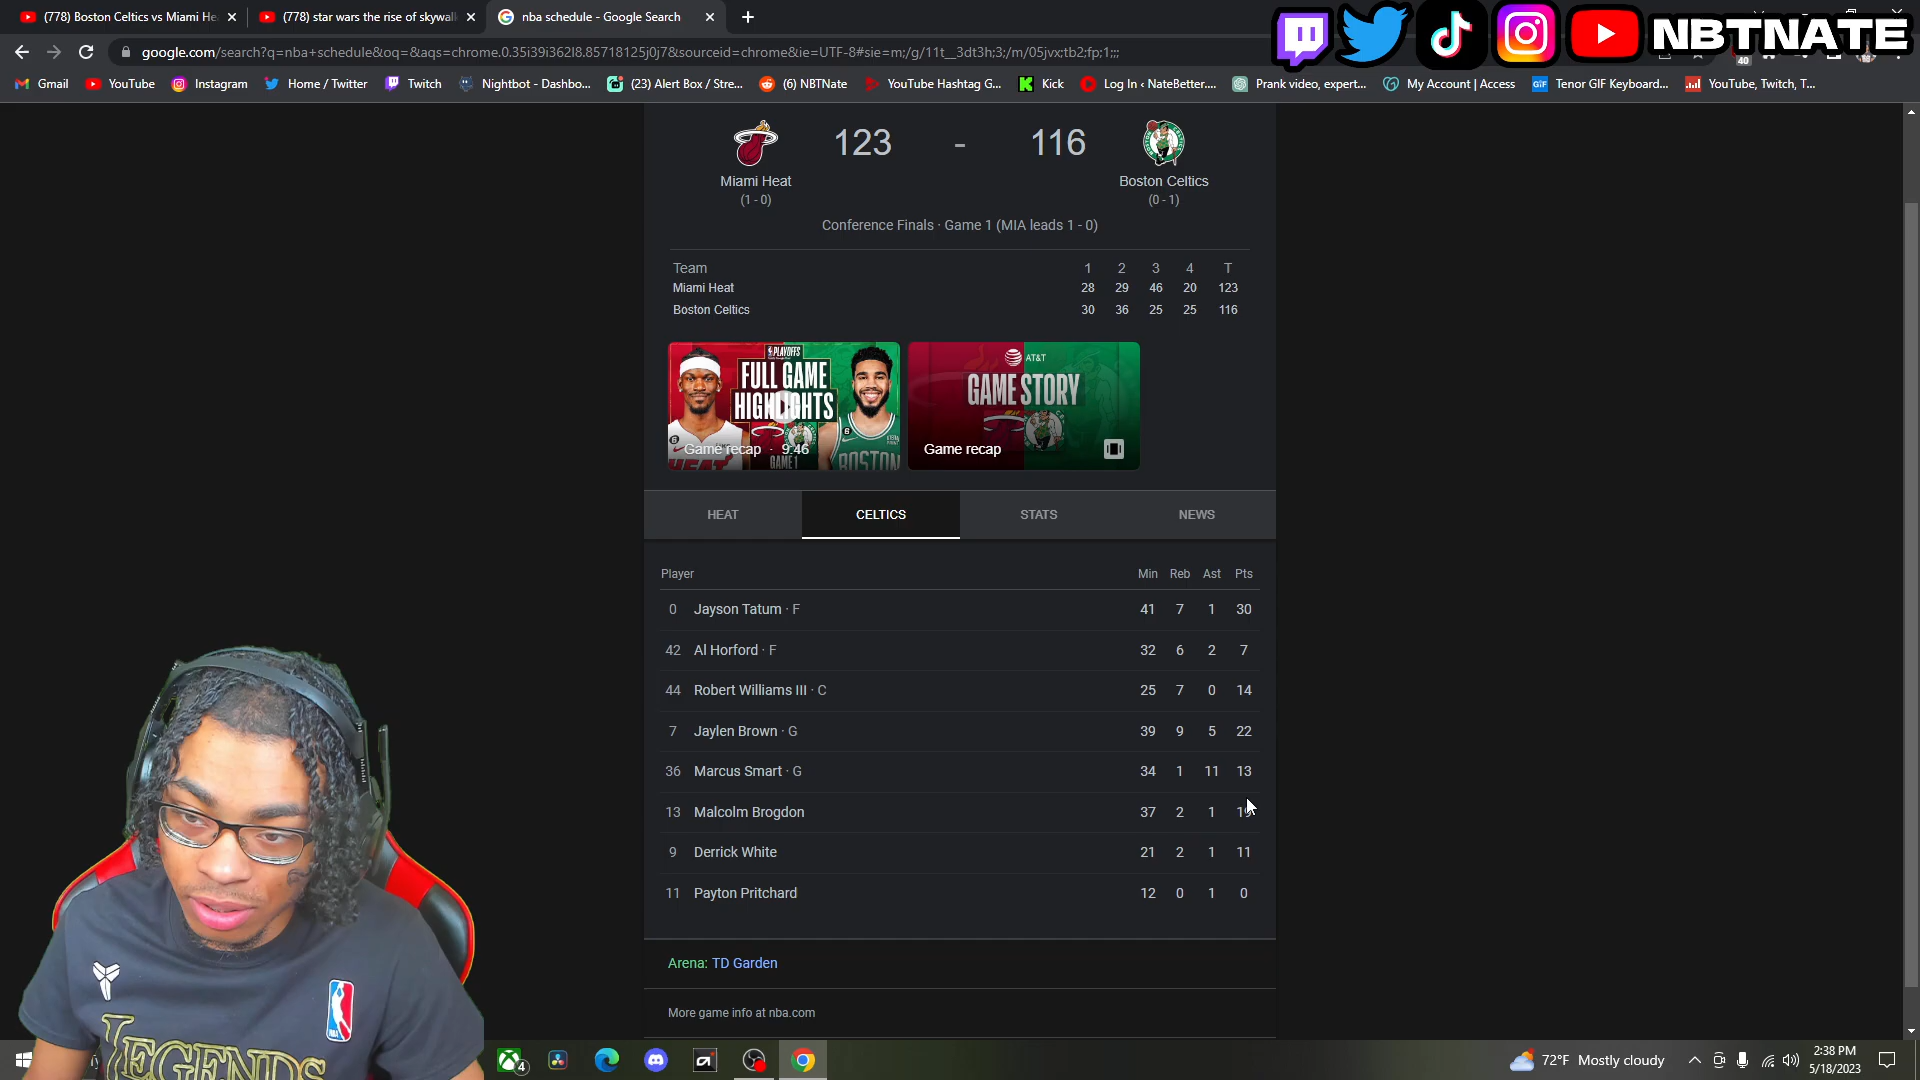 (778) Boston Celtics vs Miami He
(778) star wars the rise of skywal
nba schedule - Google Search
NBTNATE
google.com/search?q=nba+schedule&oq=&aqs=chrome.0.35i39i362l8.85718125j0j7&sourceid=chrome&ie=UTF-8#sie=m;/g/11t__3dt3h;3;/m/05jvx;tb2;fp;1;;;
40
Gmail YouTube Instagram Home / Twitter Twitch Nightbot - Dashbo... (23) Alert Box / Stre... (6) NBTNate YouTube Hashtag G... Kick Log In ‹ NateBetter.... Prank video, expert... My Account | Access GIF Tenor GIF Keyboard... YouTube, Twitch, T...
123 - 116
Miami Heat Boston Celtics
(1 - 0) (0 - 1)
Conference Finals · Game 1 (MIA leads 1 - 0)
Team 1 2 3 4 T
Miami Heat 28 29 46 20 123
Boston Celtics 30 36 25 25 116
PLAYOFFS
FULL GAME
HIGHLIGHTS
GAME 1
HEAT
BOSTON
Game recap · 9:46
AT&T
GAME STORY
Game recap
HEAT CELTICS STATS NEWS
Player Min Reb Ast Pts
0 Jayson Tatum · F 41 7 1 30
42 Al Horford · F 32 6 2 7
44 Robert Williams III · C 25 7 0 14
7 Jaylen Brown · G 39 9 5 22
36 Marcus Smart · G 34 1 11 13
13 Malcolm Brogdon 37 2 1 19
9 Derrick White 21 2 1 11
11 Payton Pritchard 12 0 1 0
Arena: TD Garden
More game info at nba.com
LEGENDS
4
72°F Mostly cloudy
2:38 PM
5/18/2023